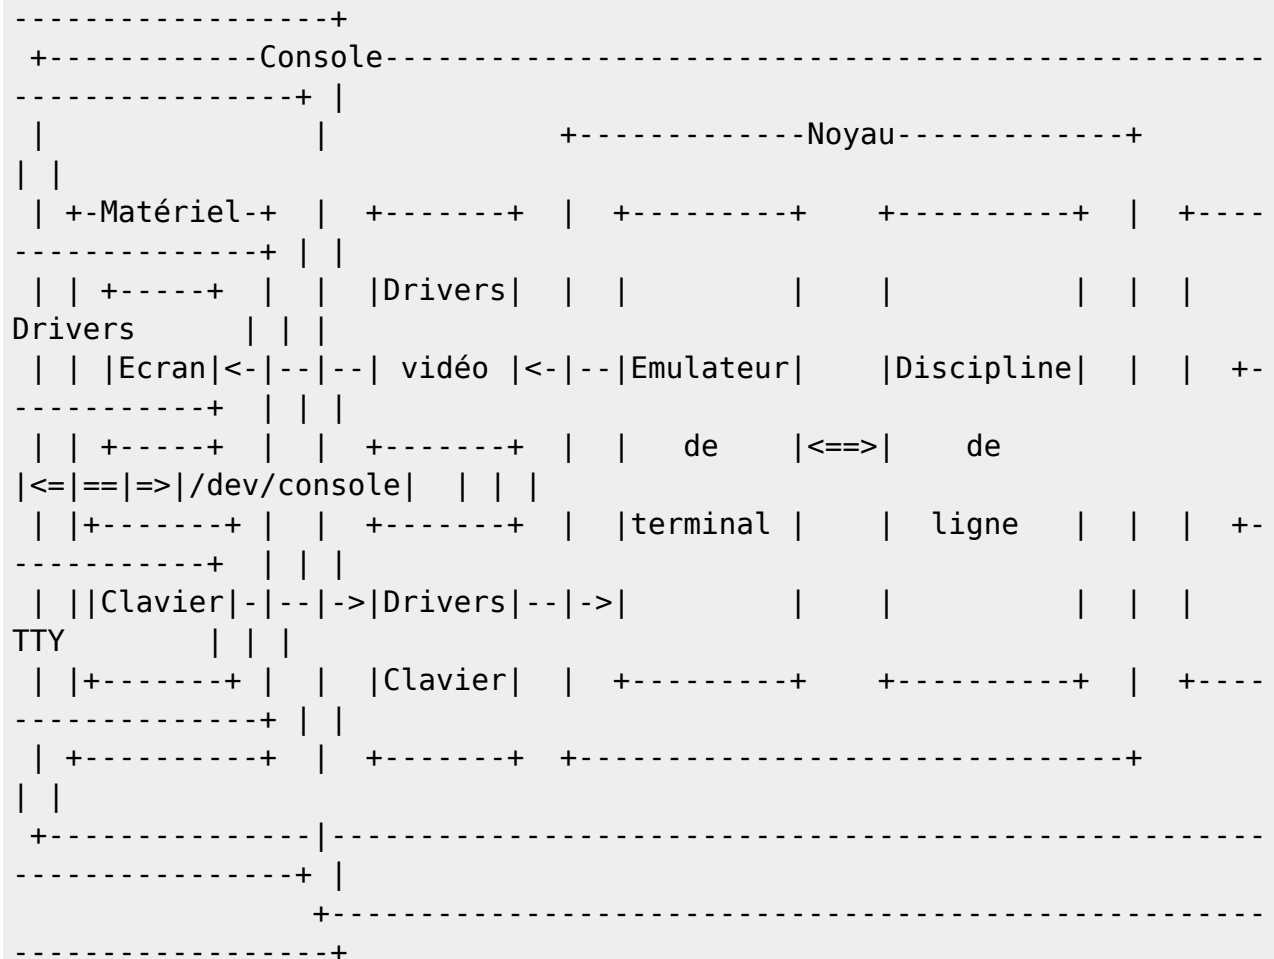 ------------------+
 +------------Console--------------------------------------------------
----------------+ |
 |               |             +-------------Noyau-------------+
| |
 | +-Matériel-+  |  +-------+  |  +---------+    +----------+  |  +----
--------------+ | |
 | | +-----+  |  |  |Drivers|  |  |         |    |          |  |  |
Drivers       | | |
 | | |Ecran|<-|--|--| vidéo |<-|--|Emulateur|    |Discipline|  |  |  +-
-----------+  | | |
 | | +-----+  |  |  +-------+  |  |   de    |<==>|    de
|<=|==|=>|/dev/console|  | | |
 | |+-------+ |  |  +-------+  |  |terminal |    |  ligne   |  |  |  +-
-----------+  | | |
 | ||Clavier|-|--|->|Drivers|--|->|         |    |          |  |  |
TTY         | | |
 | |+-------+ |  |  |Clavier|  |  +---------+    +----------+  |  +----
--------------+ | |
 | +----------+  |  +-------+  +-------------------------------+
| |
 +---------------|-----------------------------------------------------
----------------+ |
                 +-----------------------------------------------------
------------------+